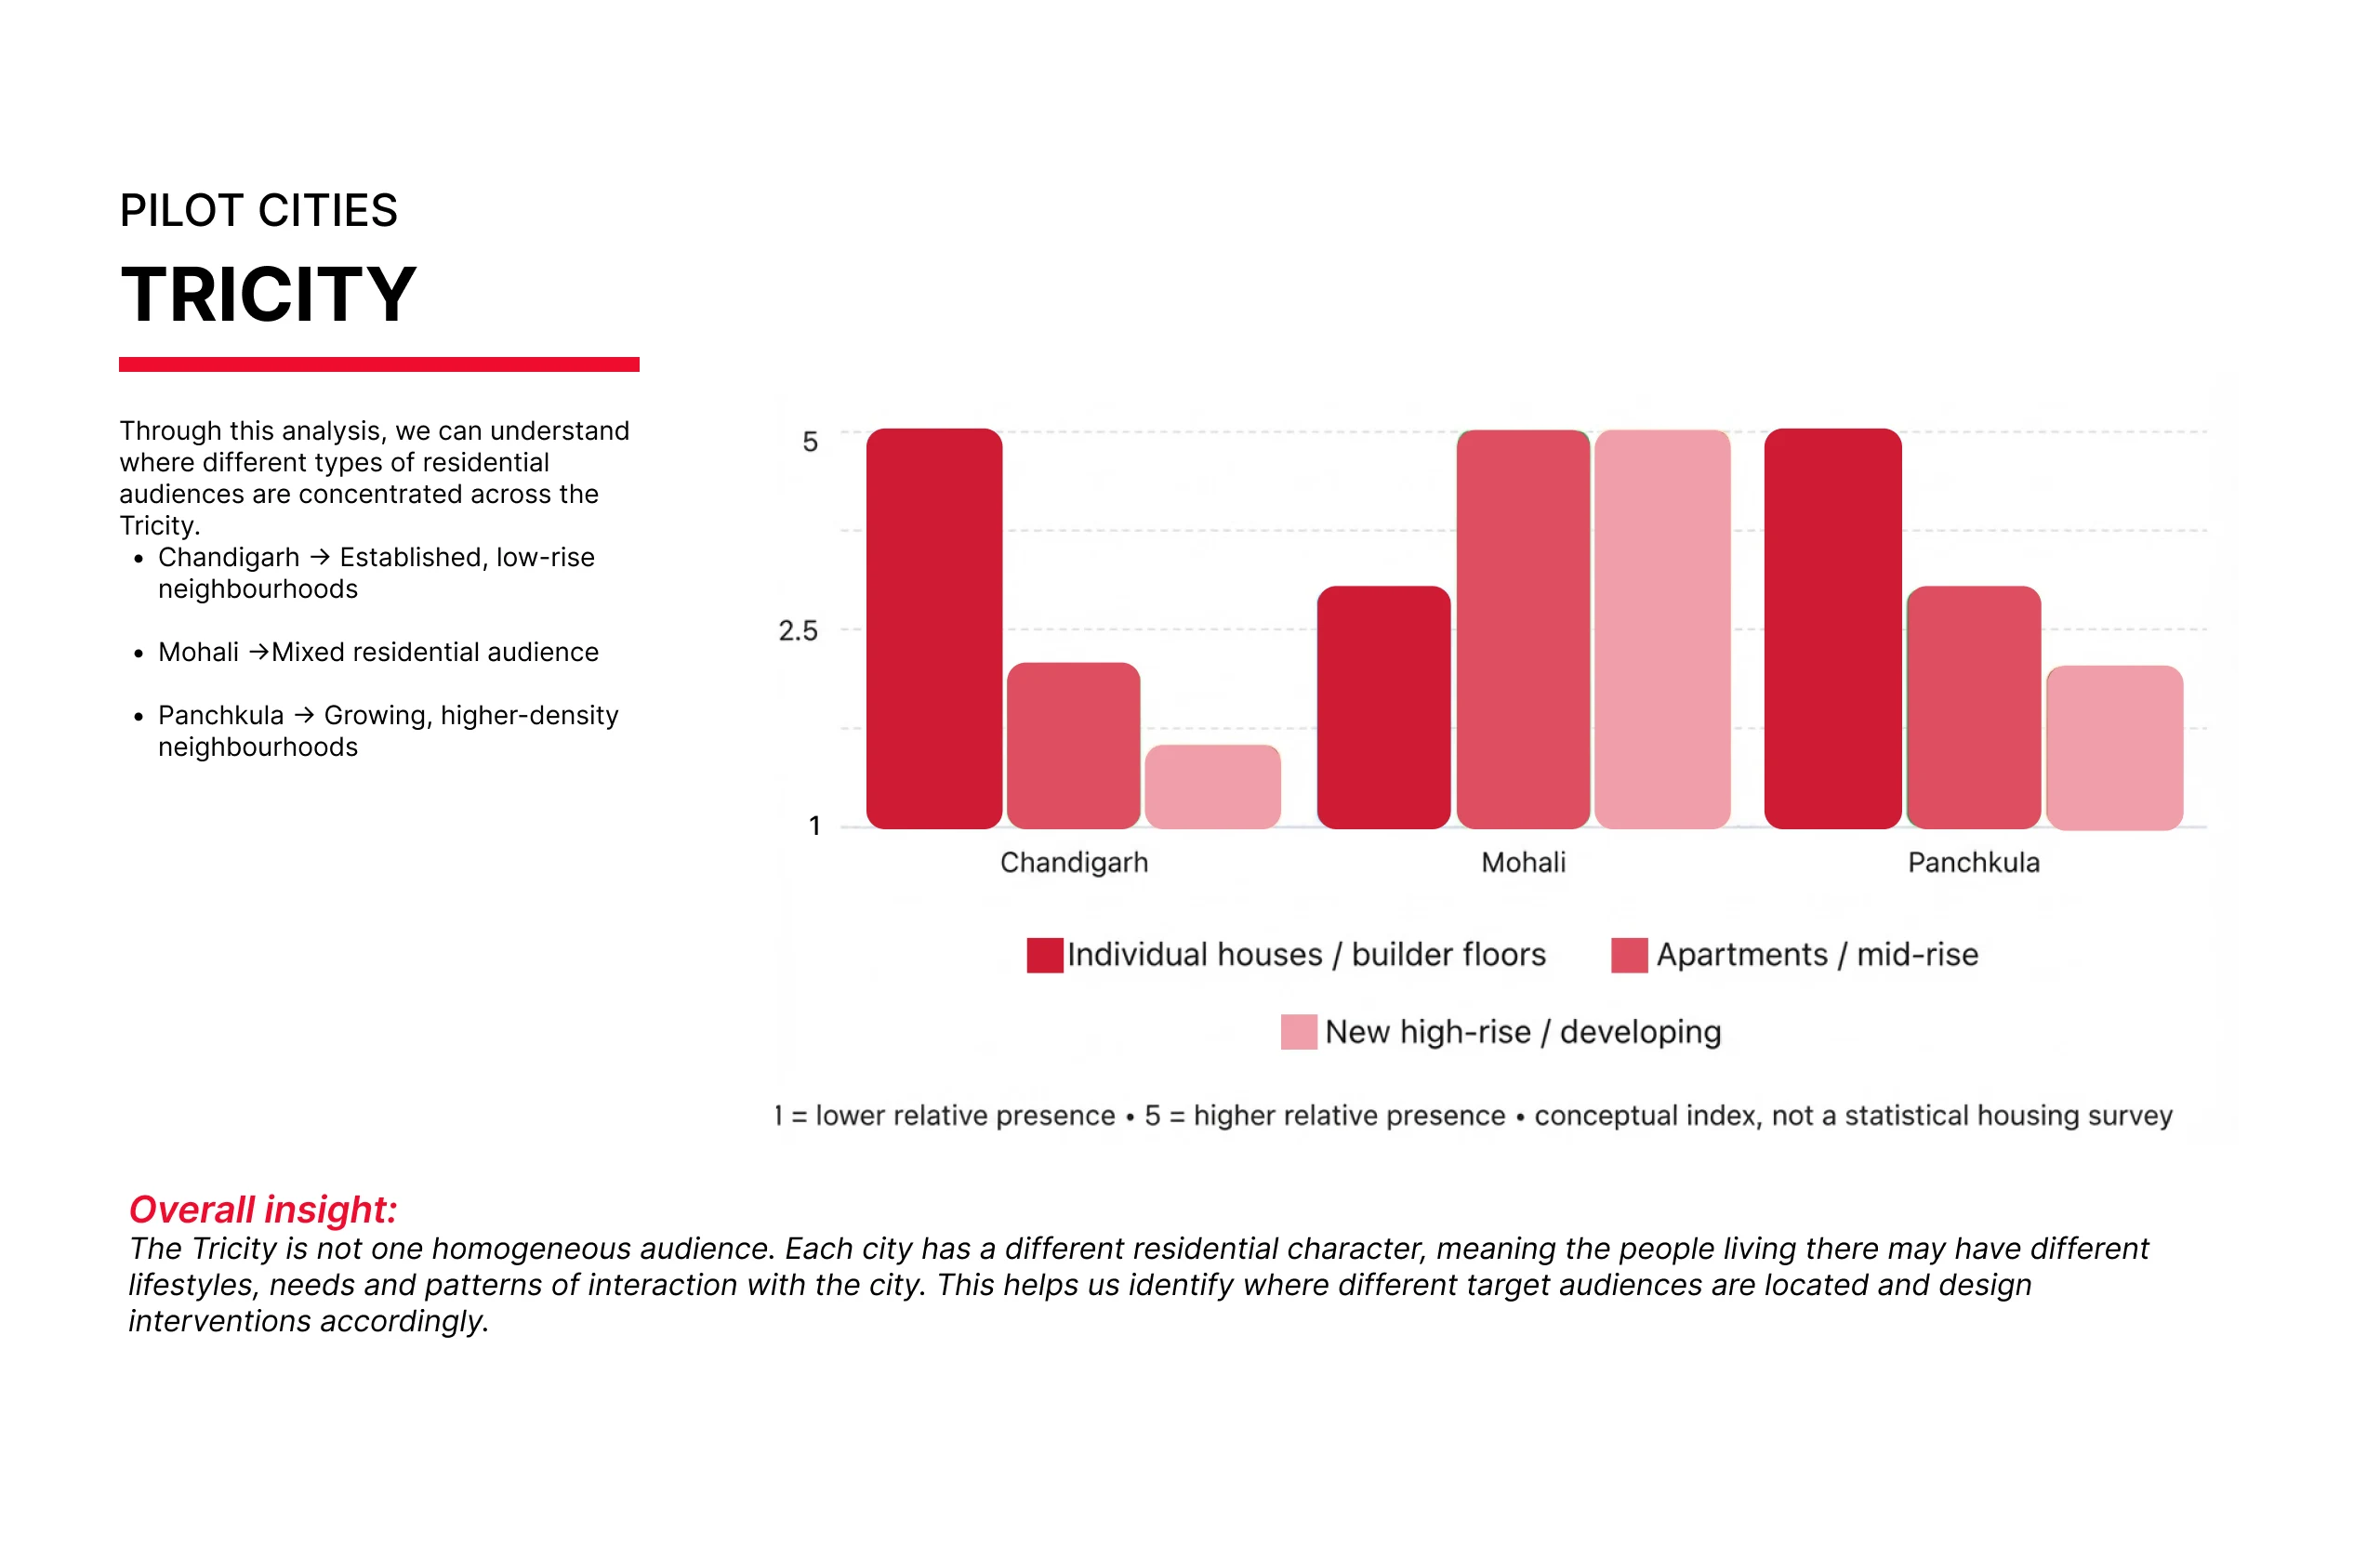 PILOT CITIES
TRICITY
Through this analysis, we can understand
where different types of residential
audiences are concentrated across the
Tricity.
• Chandigarh → Established, low-rise
neighbourhoods
• Mohali →Mixed residential audience
• Panchkula → Growing, higher-density
neighbourhoods
5
2.5
1
Chandigarh Mohali Panchkula
Individual houses / builder floors Apartments / mid-rise
New high-rise / developing
1 = lower relative presence • 5 = higher relative presence • conceptual index, not a statistical housing survey
Overall insight:
The Tricity is not one homogeneous audience. Each city has a different residential character, meaning the people living there may have different
lifestyles, needs and patterns of interaction with the city. This helps us identify where different target audiences are located and design
interventions accordingly.